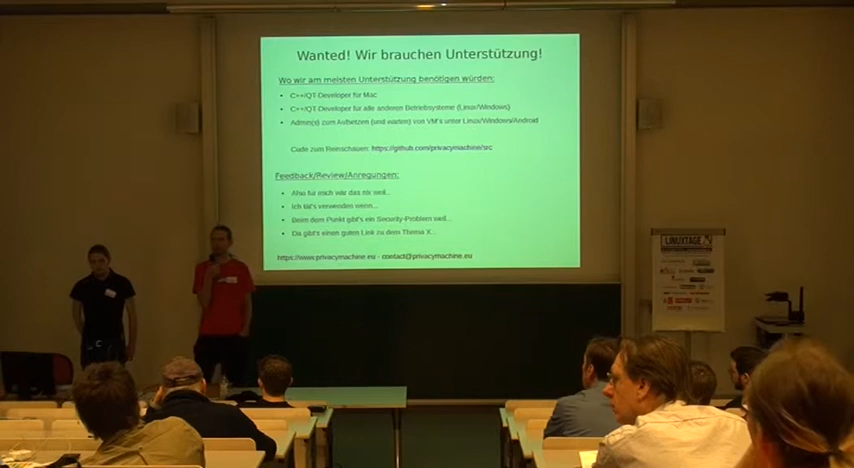 Wanted! Wir brauchen Unterstützung!
Wo wir am meisten Unterstützung benötigen würden:
• C++/QT-Developer für Mac
• C++/QT-Developer für alle anderen Betriebsysteme (Linux/Windows)
• Admin(s) zum Aufsetzen (und warten) von VM's unter Linux/Windows/Android
Code zum Reinschauen: https://github.com/privacymachine/src
Feedback/Review/Anregungen:
• Also für mich wär das nix weil...
• Ich tät's verwenden wenn...
• Beim dem Punkt gibt's ein Security-Problem weil...
• Da gibt's einen guten Link zu dem Thema X...
https://www.privacymachine.eu - contact@privacymachine.eu
LINUXTAGE